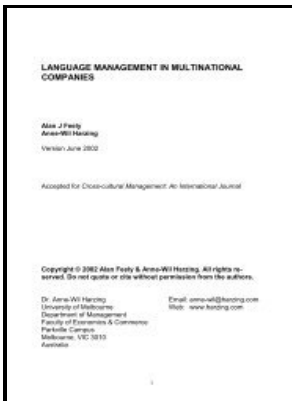 LANGUAGE MANAGEMENT IN MULTINATIONAL
COMPANIES
Alan J Feely
Anne-Wil Harzing
Version June 2002
Accepted for Cross-cultural Management: An International Journal
Copyright © 2002 Alan Feely & Anne-Wil Harzing. All rights re-
served. Do not quote or cite without permission from the authors.
Dr. Anne-Wil Harzing
University of Melbourne
Department of Management
Faculty of Economics & Commerce
Parkville Campus
Melbourne, VIC 3010
Australia
Email: anne-wil@harzing.com
Web: www.harzing.com